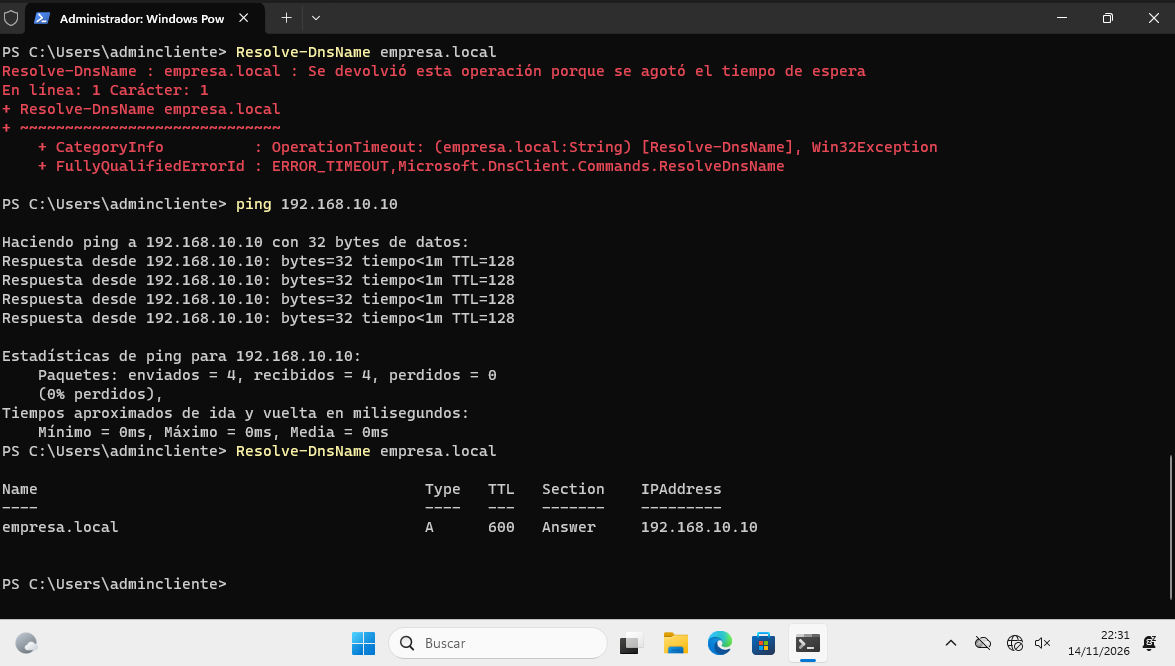 Administrador: Windows Pow
PS C:\Users\admincliente> Resolve-DnsName empresa.local
Resolve-DnsName : empresa.local : Se devolvió esta operación porque se agotó el tiempo de espera
En línea: 1 Carácter: 1
+ Resolve-DnsName empresa.local
+ ~~~~~~~~~~~~~~~~~~~~~~~~~~~~~
    + CategoryInfo          : OperationTimeout: (empresa.local:String) [Resolve-DnsName], Win32Exception
    + FullyQualifiedErrorId : ERROR_TIMEOUT,Microsoft.DnsClient.Commands.ResolveDnsName
PS C:\Users\admincliente> ping 192.168.10.10
Haciendo ping a 192.168.10.10 con 32 bytes de datos:
Respuesta desde 192.168.10.10: bytes=32 tiempo<1m TTL=128
Respuesta desde 192.168.10.10: bytes=32 tiempo<1m TTL=128
Respuesta desde 192.168.10.10: bytes=32 tiempo<1m TTL=128
Respuesta desde 192.168.10.10: bytes=32 tiempo<1m TTL=128
Estadísticas de ping para 192.168.10.10:
    Paquetes: enviados = 4, recibidos = 4, perdidos = 0
    (0% perdidos),
Tiempos aproximados de ida y vuelta en milisegundos:
    Mínimo = 0ms, Máximo = 0ms, Media = 0ms
PS C:\Users\admincliente> Resolve-DnsName empresa.local
Name                                           Type   TTL   Section    IPAddress
----                                           ----   ---   -------    ---------
empresa.local                                  A      600   Answer     192.168.10.10
PS C:\Users\admincliente>
Buscar
22:31
14/11/2026